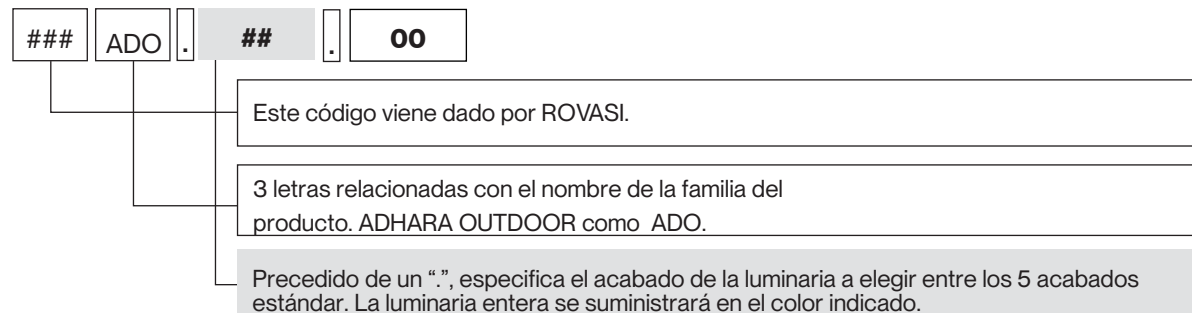 ### ADO . ## . 00
Este código viene dado por ROVASI.
3 letras relacionadas con el nombre de la familia del
producto. ADHARA OUTDOOR como  ADO.
Precedido de un “.”, especifica el acabado de la luminaria a elegir entre los 5 acabados
estándar. La luminaria entera se suministrará en el color indicado.